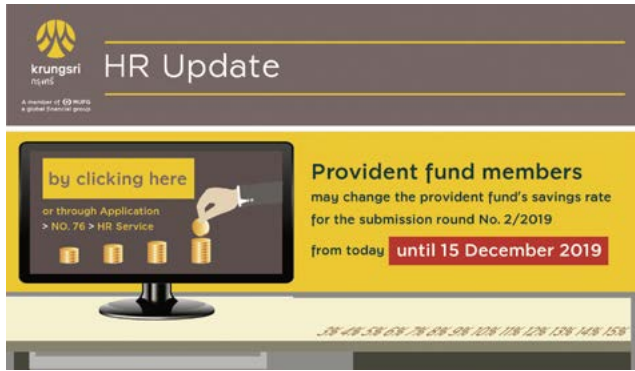 krungsri
กรุงศรี
A member of MUFG
a global financial group
HR Update
by clicking here
or through Application
> NO. 76 > HR Service
Provident fund members
may change the provident fund's savings rate
for the submission round No. 2/2019
from today until 15 December 2019
3% 4% 5% 6% 7% 8% 9% 10% 11% 12% 13% 14% 15%